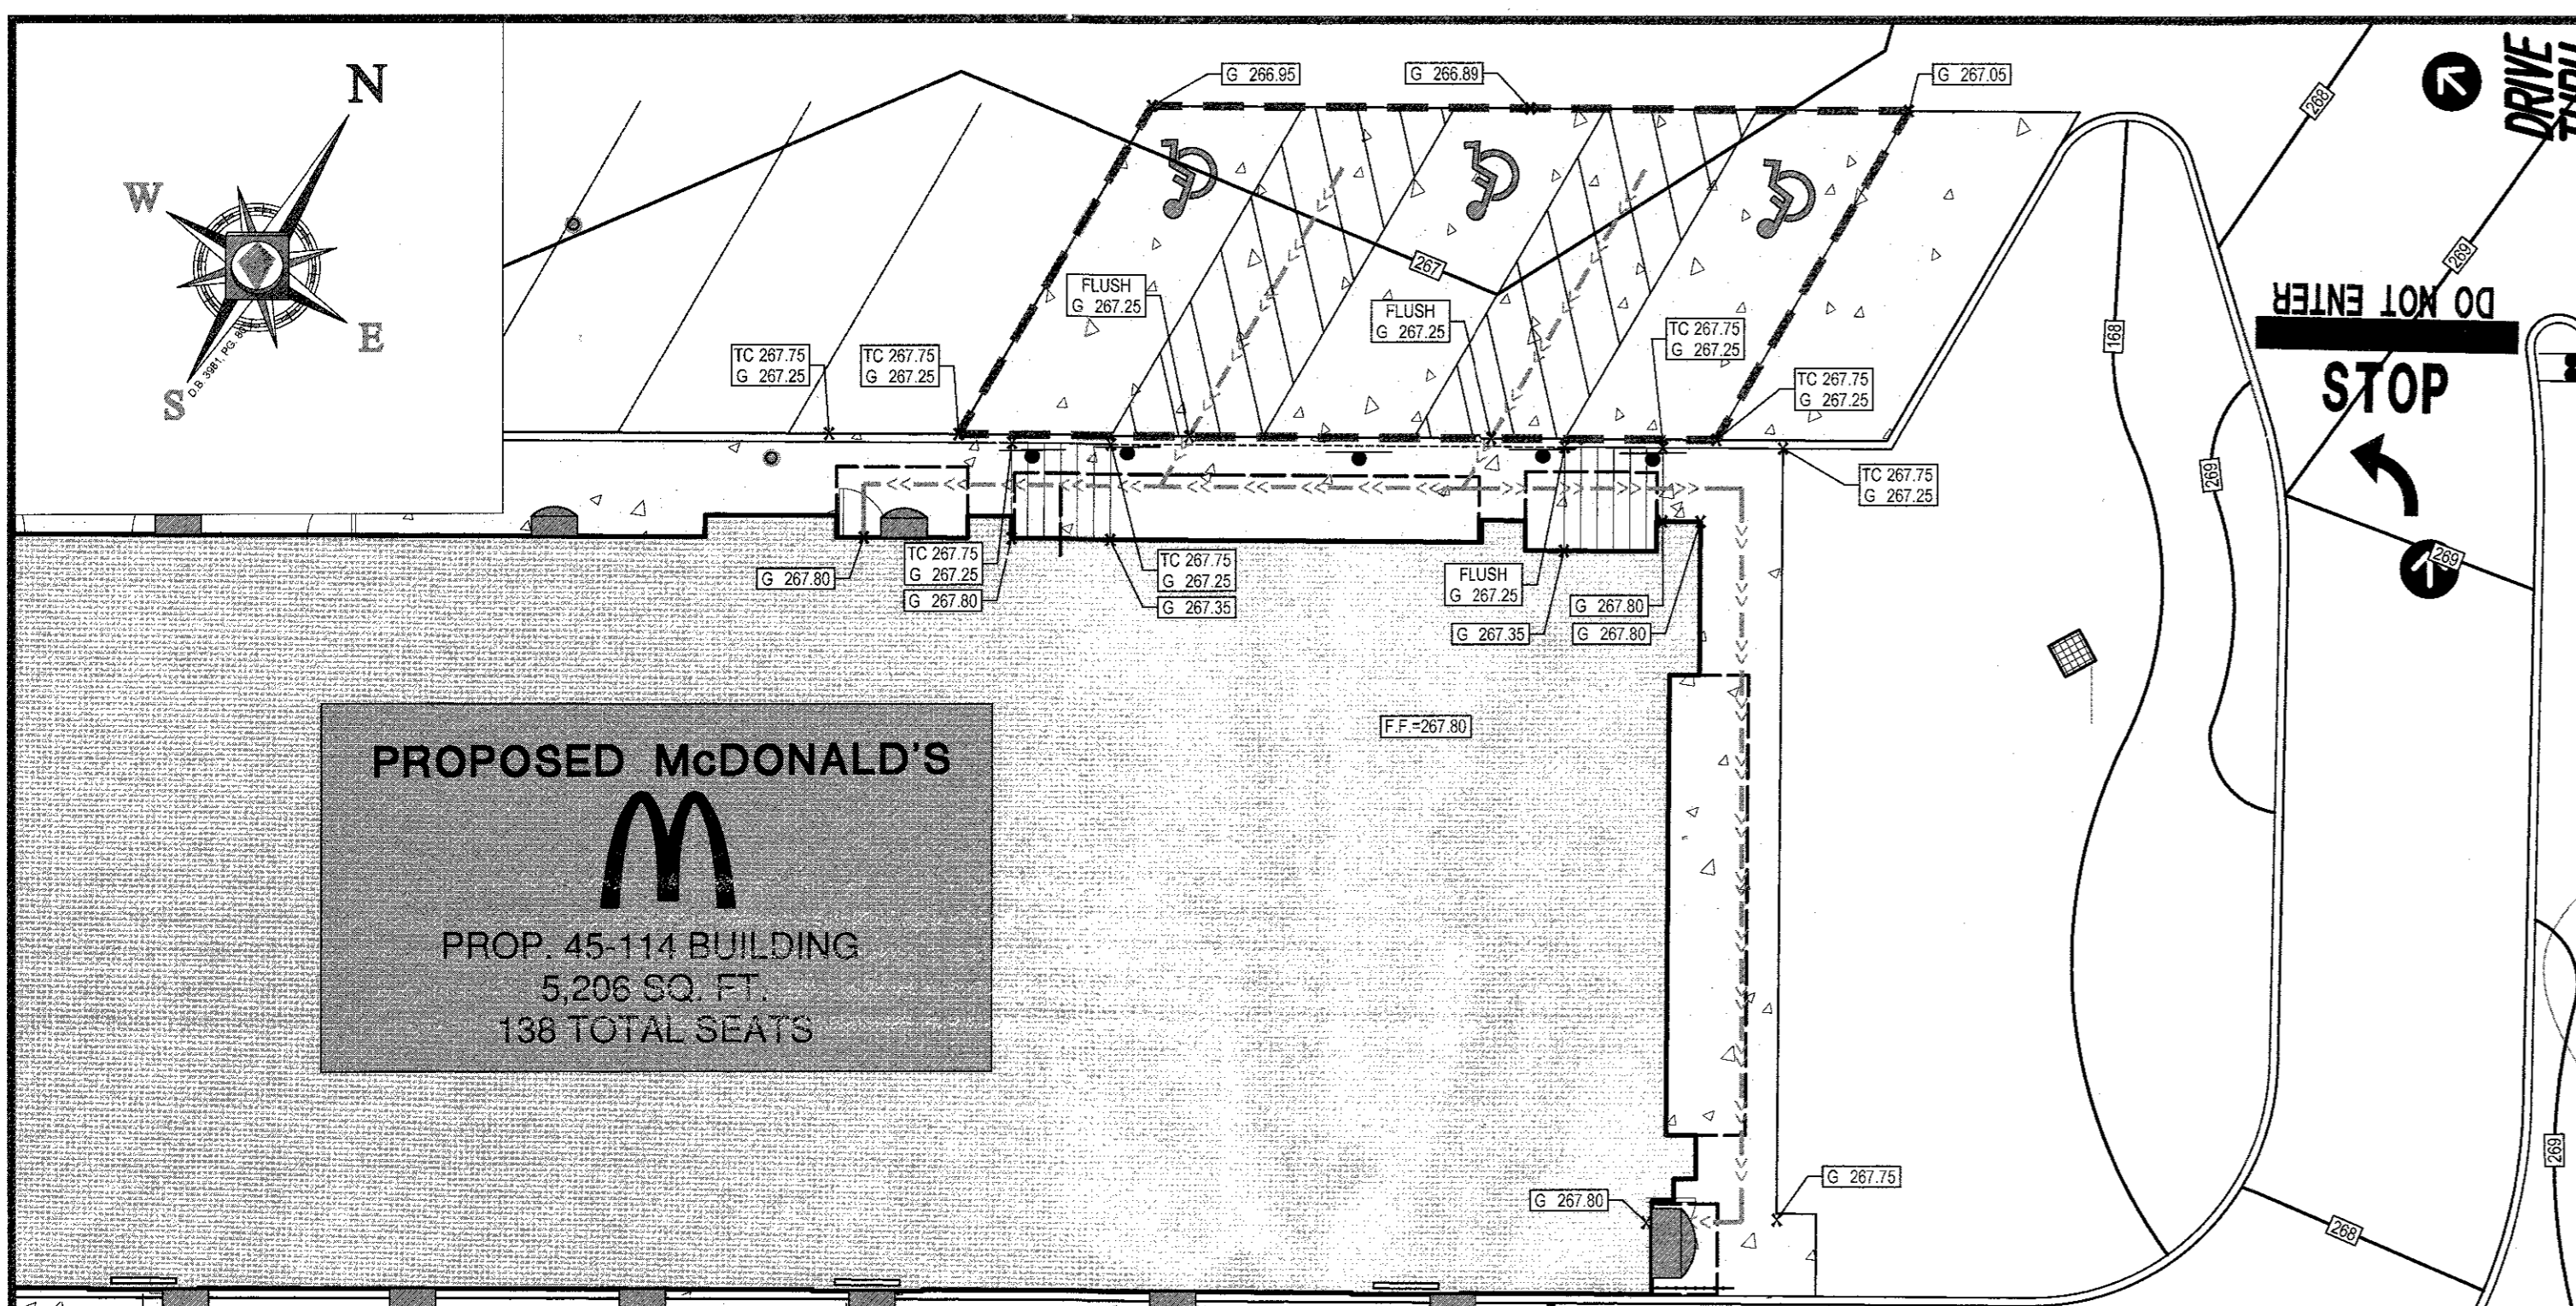 N
W
E
S
D.B. 3981, PG. 80
G 266.95
G 266.89
G 267.05
268
DRIVE
THRU
269
DO NOT ENTER
STOP
168
269
269
267
FLUSH
G 267.25
FLUSH
G 267.25
TC 267.75
G 267.25
TC 267.75
G 267.25
TC 267.75
G 267.25
TC 267.75
G 267.25
TC 267.75
G 267.25
G 267.80
TC 267.75
G 267.25
G 267.80
TC 267.75
G 267.25
G 267.35
FLUSH
G 267.25
G 267.35
G 267.80
G 267.80
F.F.=267.80
PROPOSED McDONALD'S
PROP. 45-114 BUILDING
5,206 SQ. FT.
138 TOTAL SEATS
G 267.80
G 267.75
268
269